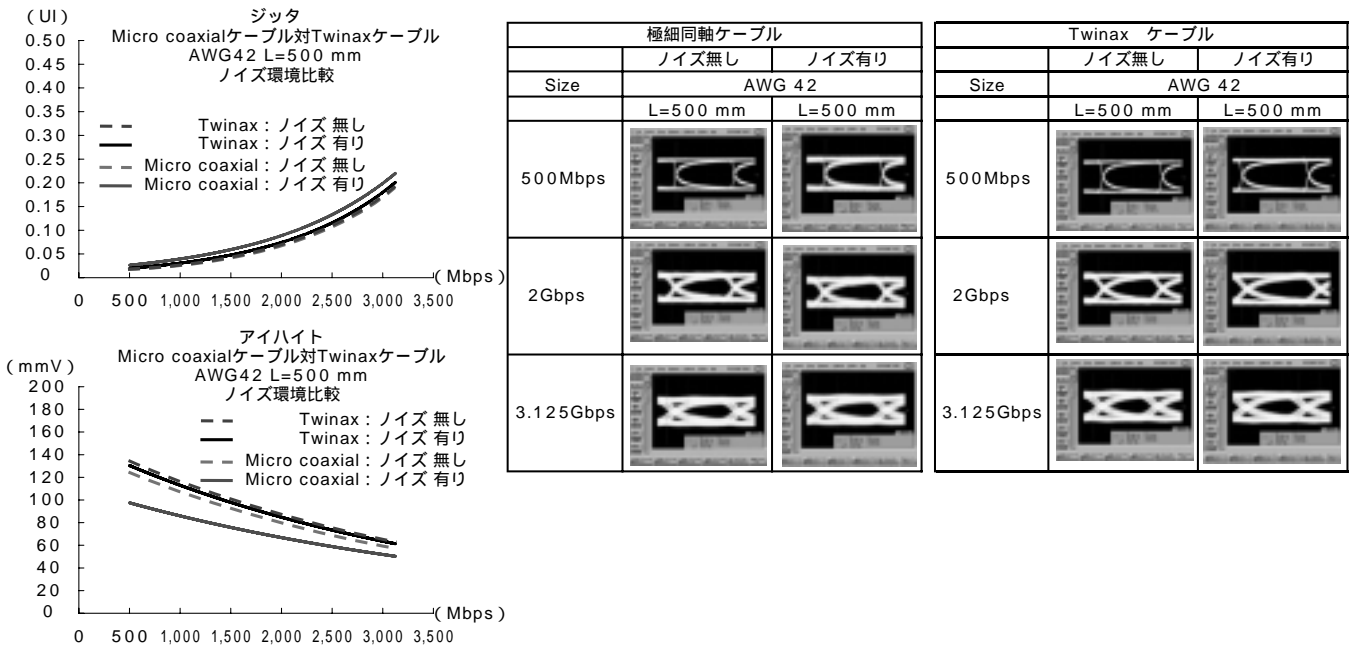 (UI)
ジッタ
Micro coaxialケーブル対Twinaxケーブル
AWG42 L=500 mm
ノイズ環境比較
0.50
0.45
0.40
0.35
0.30
0.25
0.20
0.15
0.10
0.05
0
Twinax：ノイズ 無し
Twinax：ノイズ 有り
Micro coaxial：ノイズ 無し
Micro coaxial：ノイズ 有り
(Mbps)
0 500 1,000 1,500 2,000 2,500 3,000 3,500
アイハイト
Micro coaxialケーブル対Twinaxケーブル
AWG42 L=500 mm
ノイズ環境比較
(mmV)
200
180
160
140
120
100
80
60
40
20
0
Twinax：ノイズ 無し
Twinax：ノイズ 有り
Micro coaxial：ノイズ 無し
Micro coaxial：ノイズ 有り
(Mbps)
0 500 1,000 1,500 2,000 2,500 3,000 3,500
極細同軸ケーブル
ノイズ無し ノイズ有り
Size AWG 42
L=500 mm L=500 mm
500Mbps
2Gbps
3.125Gbps
Twinax ケーブル
ノイズ無し ノイズ有り
Size AWG 42
L=500 mm L=500 mm
500Mbps
2Gbps
3.125Gbps